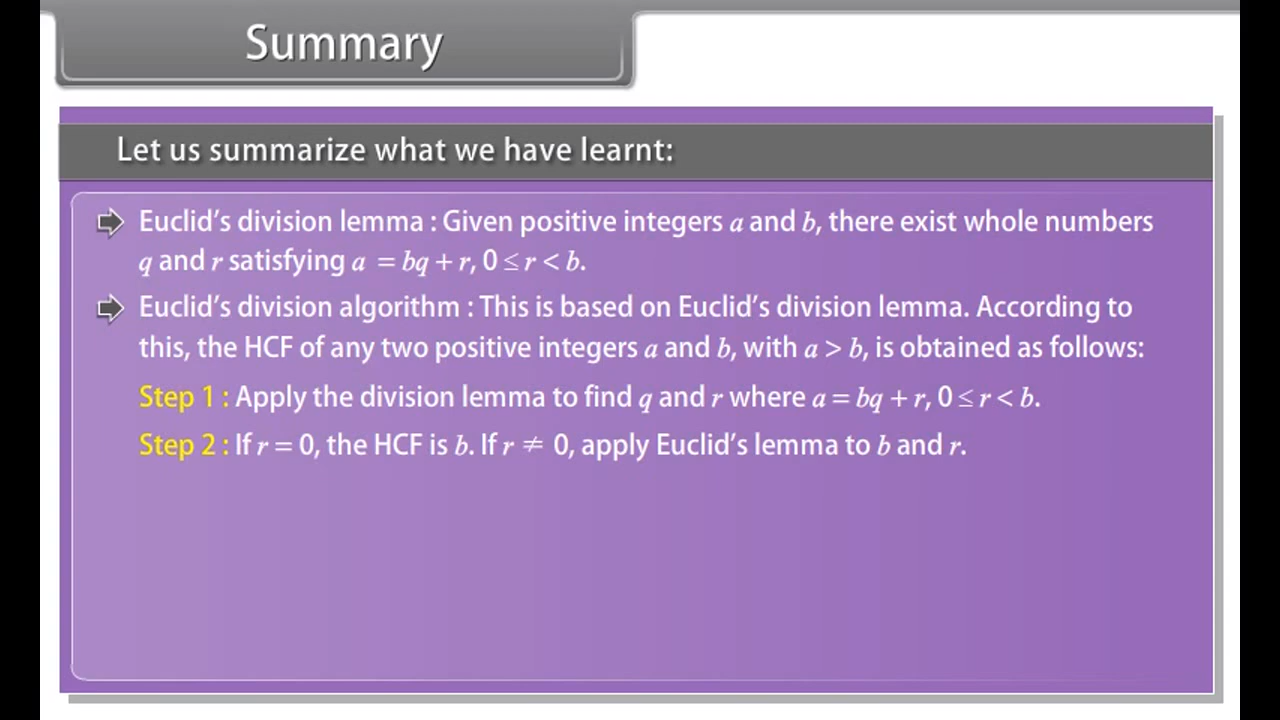 Summary
Let us summarize what we have learnt:
Euclid's division lemma : Given positive integers a and b, there exist whole numbers
q and r satisfying a = bq + r, 0 ≤ r < b.
Euclid's division algorithm : This is based on Euclid's division lemma. According to
this, the HCF of any two positive integers a and b, with a > b, is obtained as follows:
Step 1 : Apply the division lemma to find q and r where a = bq + r, 0 ≤ r < b.
Step 2 : If r = 0, the HCF is b. If r ≠ 0, apply Euclid's lemma to b and r.